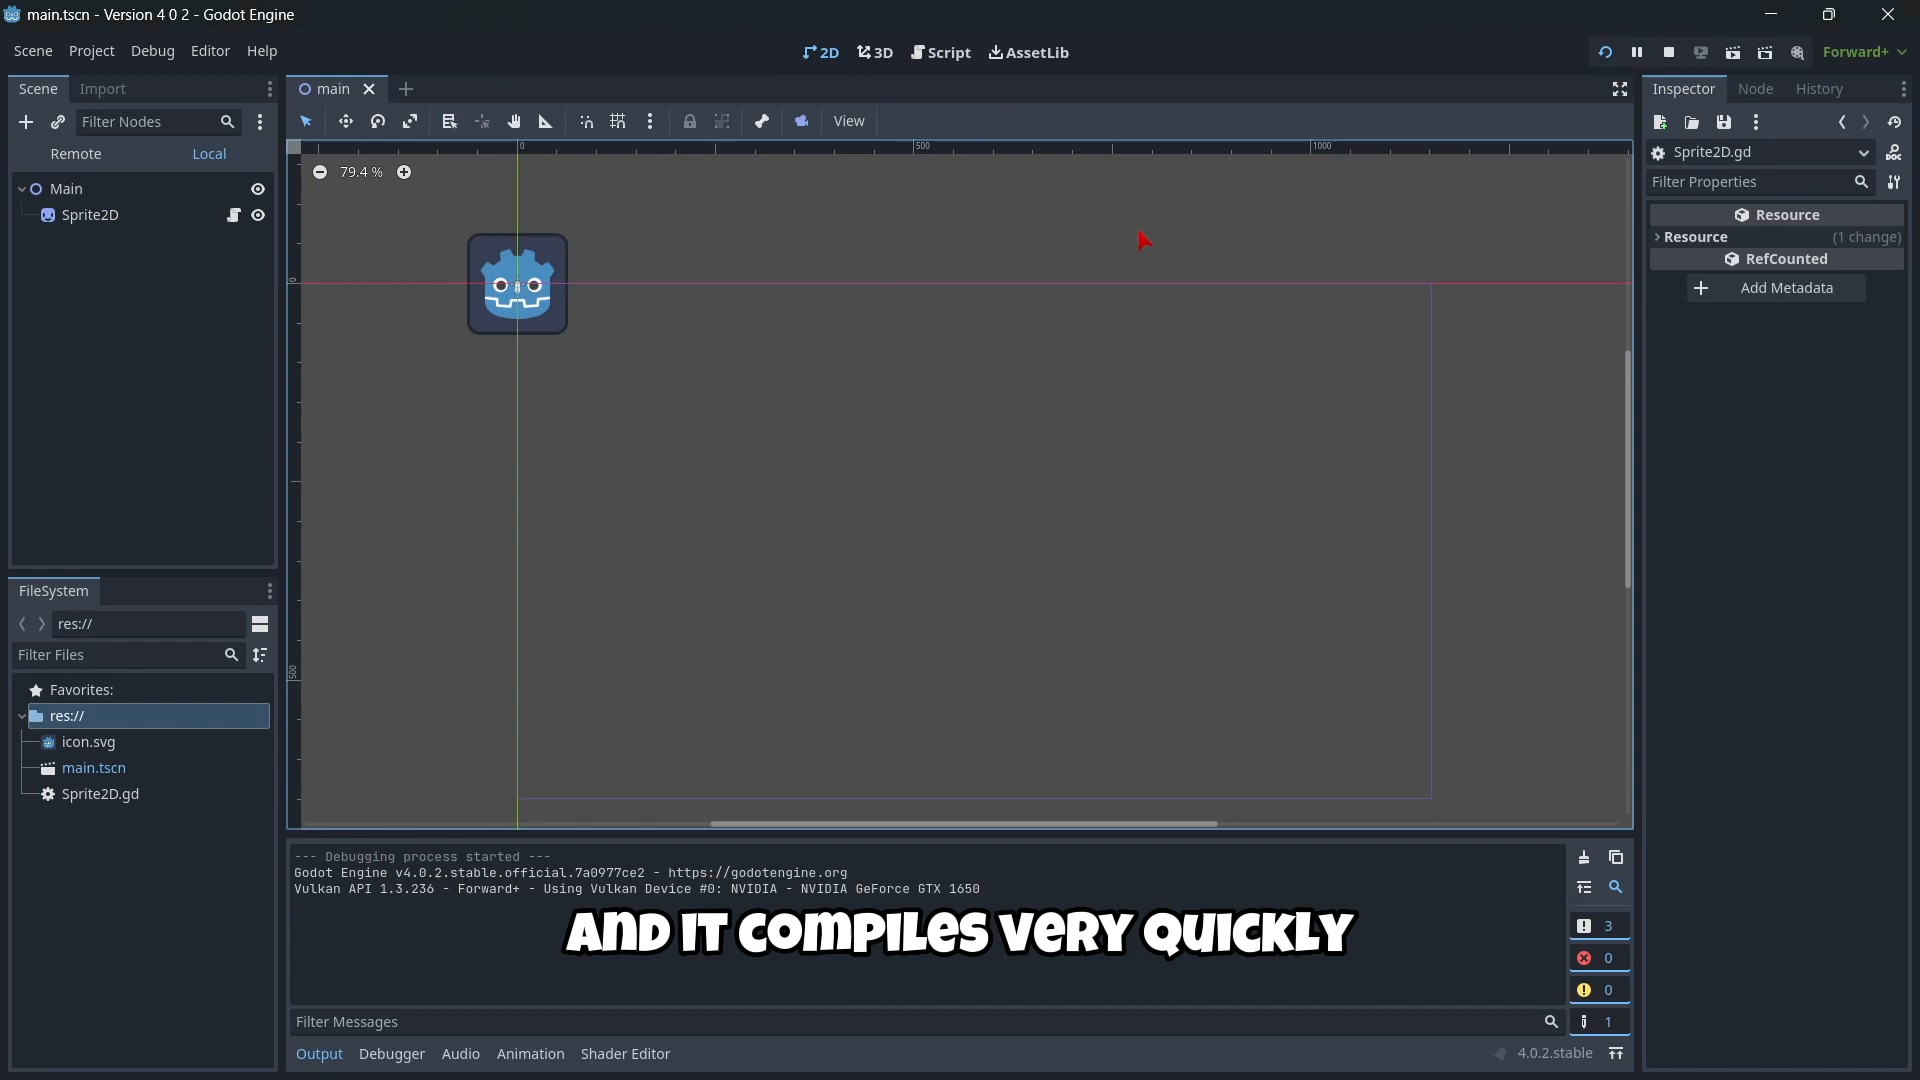 main.tscn - Version 4 0 2 - Godot Engine
Scene Project Debug Editor Help
2D 3D Script AssetLib
Forward+
Scene Import
Filter Nodes
Remote Local
Main
Sprite2D
FileSystem
res://
Filter Files
Favorites:
res://
icon.svg
main.tscn
Sprite2D.gd
main
View
0 500 1000
79.4 %
0
500
--- Debugging process started ---
Godot Engine v4.0.2.stable.official.7a0977ce2 - https://godotengine.org
Vulkan API 1.3.236 - Forward+ - Using Vulkan Device #0: NVIDIA - NVIDIA GeForce GTX 1650
AND IT COMPILES VERY QUICKLY
3
0
0
1
Filter Messages
Output Debugger Audio Animation Shader Editor
4.0.2.stable
Inspector Node History
Sprite2D.gd
DOC
Filter Properties
Resource
Resource (1 change)
RefCounted
Add Metadata